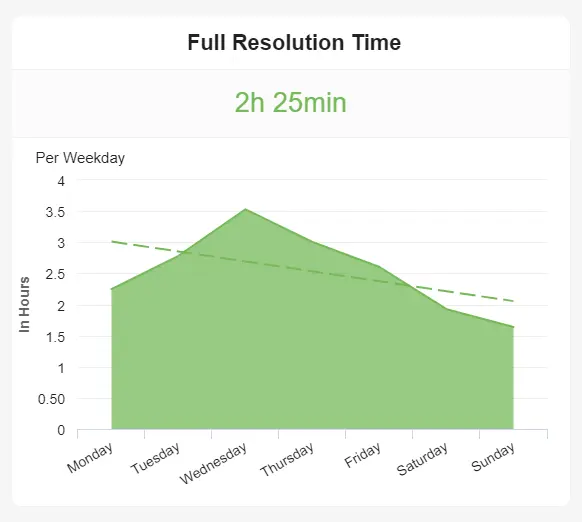 Full Resolution Time
2h 25min
Per Weekday
4
3.5
3
2.5
2
1.5
1
0.50
0
In Hours
Monday
Tuesday
Wednesday
Thursday
Friday
Saturday
Sunday